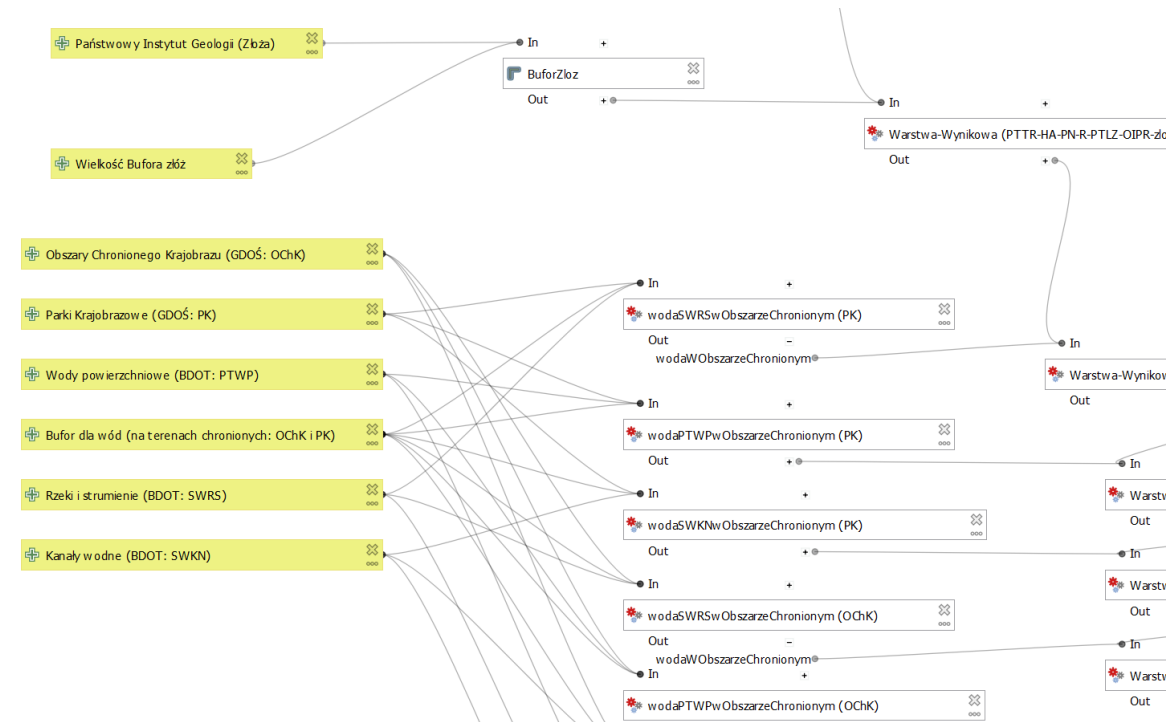 Państwowy Instytut Geologii (Złoża)
In
BuforZloz
Out
In
Warstwa-Wynikowa (PTTR-HA-PN-R-PTLZ-OIPR-zlo
Out
Wielkość Bufora złóż
Obszary Chronionego Krajobrazu (GDOŚ: OChK)
Parki Krajobrazowe (GDOŚ: PK)
Wody powierzchniowe (BDOT: PTWP)
Bufor dla wód (na terenach chronionych: OChK i PK)
Rzeki i strumienie (BDOT: SWRS)
Kanały wodne (BDOT: SWKN)
In
wodaSWRSwObszarzeChronionym (PK)
Out
wodaWObszarzeChronionym
In
wodaPTWPwObszarzeChronionym (PK)
Out
In
wodaSWKNwObszarzeChronionym (PK)
Out
In
wodaSWRSwObszarzeChronionym (OChK)
Out
wodaWObszarzeChronionym
In
wodaPTWPwObszarzeChronionym (OChK)
In
Warstwa-Wynikow
Out
In
Warstw
Out
In
Warstw
Out
In
Warstw
Out